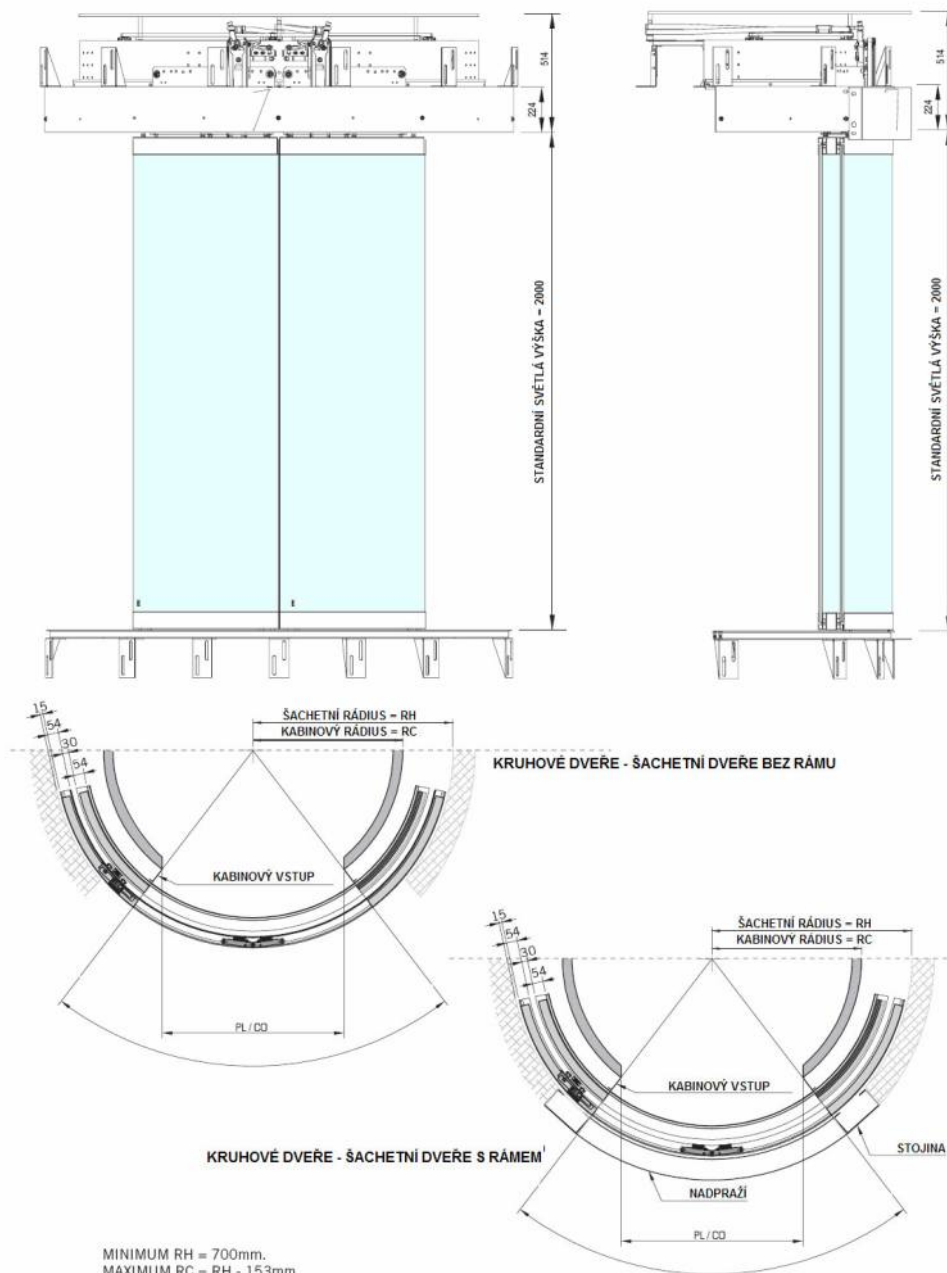 514
224
STANDARDNÍ SVĚTLÁ VÝŠKA = 2000
514
224
STANDARDNÍ SVĚTLÁ VÝŠKA = 2000
15
54
30
54
ŠACHETNÍ RÁDIUS = RH
KABINOVÝ RÁDIUS = RC
KRUHOVÉ DVEŘE - ŠACHETNÍ DVEŘE BEZ RÁMU
KABINOVÝ VSTUP
PL / CO
15
54
30
54
ŠACHETNÍ RÁDIUS = RH
KABINOVÝ RÁDIUS = RC
KABINOVÝ VSTUP
STOJINA
KRUHOVÉ DVEŘE - ŠACHETNÍ DVEŘE S RÁMEM
NADPRAŽÍ
PL / CO
MINIMUM RH = 700mm.
MAXIMUM RC = RH - 153mm